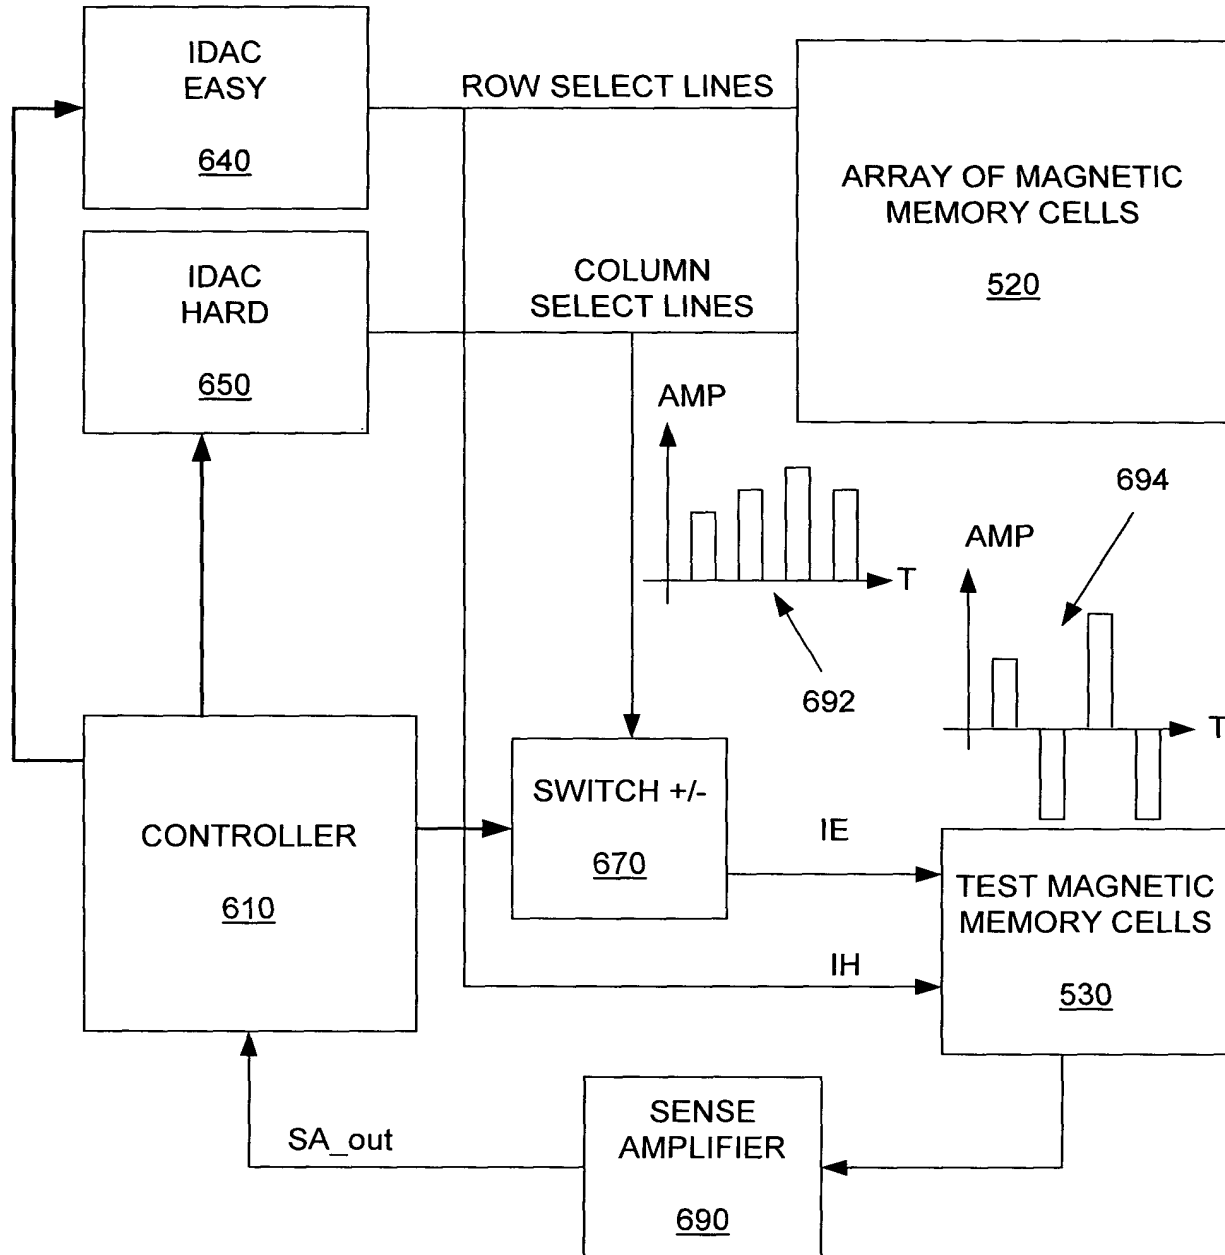 IDAC
EASY
640
ROW SELECT LINES
ARRAY OF MAGNETIC
MEMORY CELLS
520
IDAC
HARD
650
COLUMN
SELECT LINES
AMP
T
692
694
AMP
T
CONTROLLER
610
SWITCH +/-
670
IE
IH
TEST MAGNETIC
MEMORY CELLS
530
SENSE
AMPLIFIER
690
SA_out